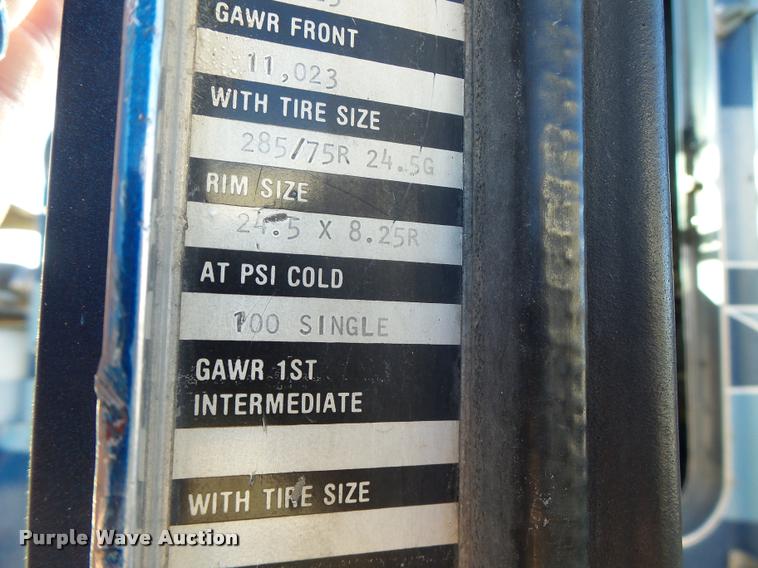 GAWR FRONT
11,023
WITH TIRE SIZE
285/75R 24.5G
RIM SIZE
24.5 X 8.25R
AT PSI COLD
100 SINGLE
GAWR 1ST
INTERMEDIATE
WITH TIRE SIZE
Purple Wave Auction